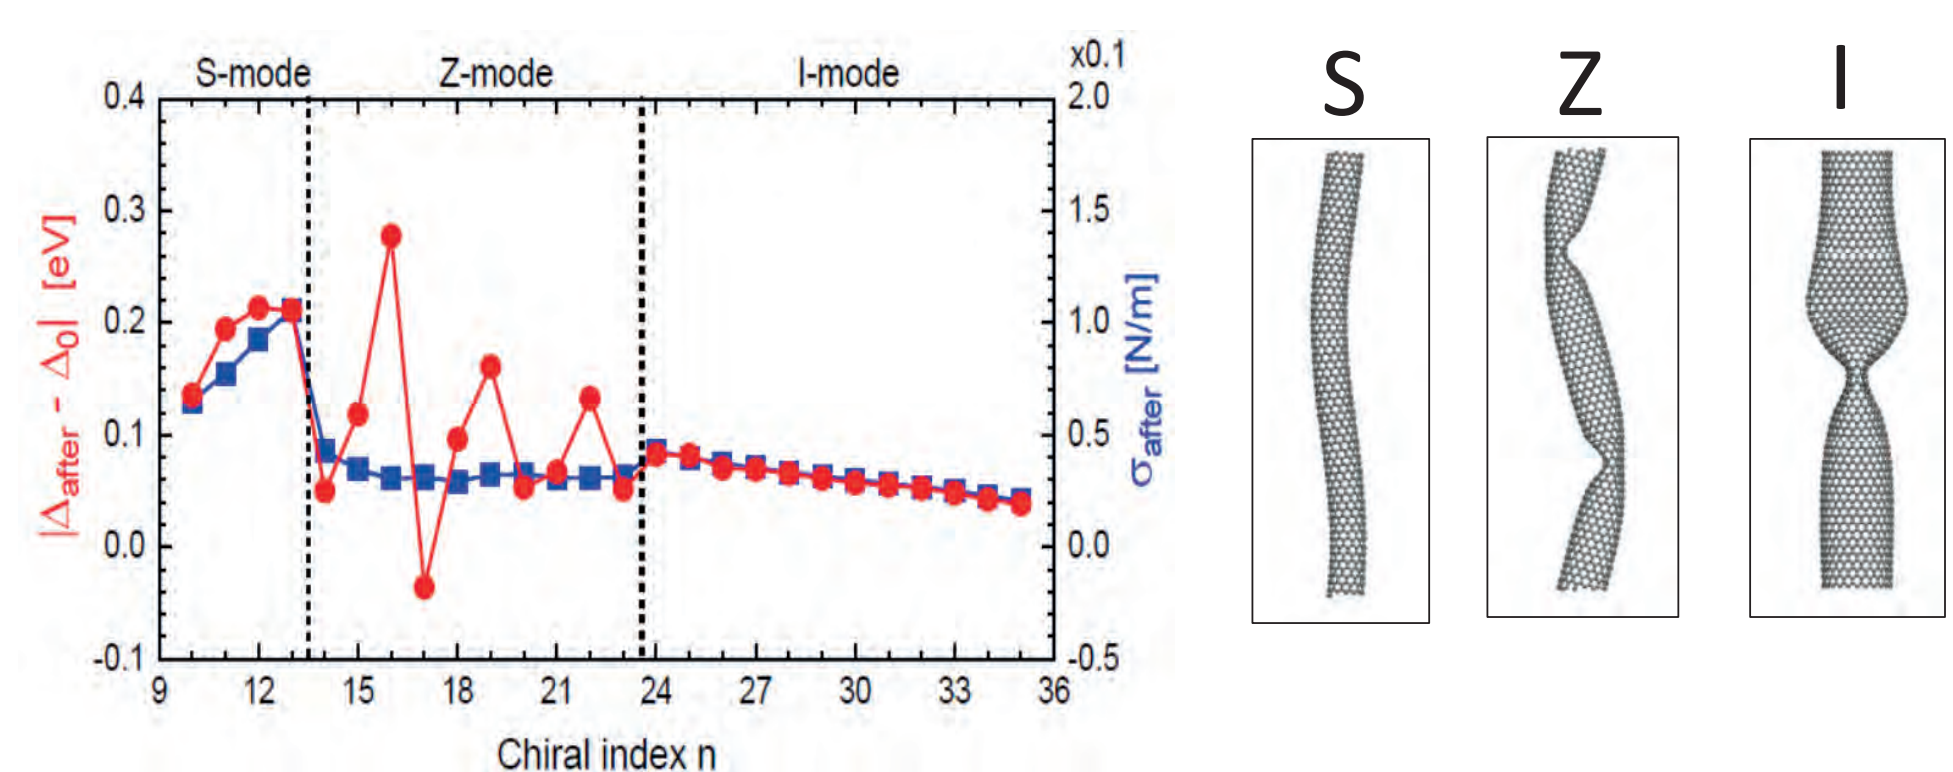 S-mode Z-mode I-mode
x0.1
0.4
0.3
0.2
0.1
0.0
-0.1
2.0
1.5
1.0
0.5
0.0
-0.5
9 12 15 18 21 24 27 30 33 36
Chiral index n
|Δafter - Δ0| [eV]
σafter [N/m]
S Z I